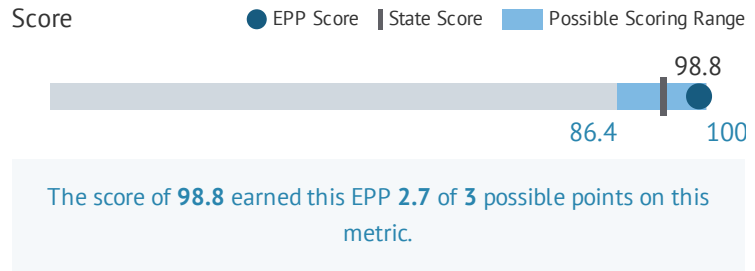 Score EPP Score State Score Possible Scoring Range
98.8
86.4 100
The score of 98.8 earned this EPP 2.7 of 3 possible points on this
metric.